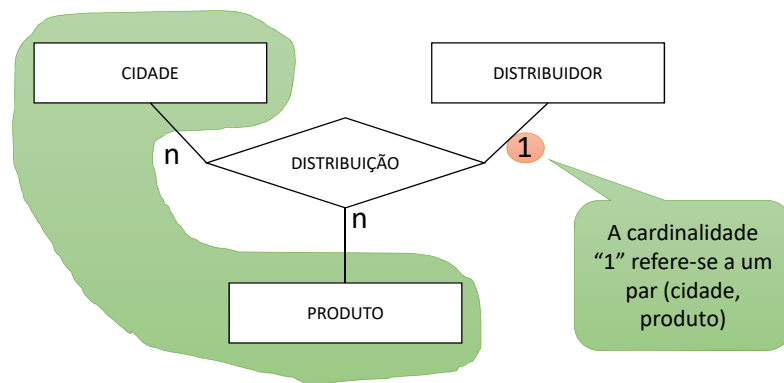 CIDADE
DISTRIBUIDOR
n
DISTRIBUIÇÃO
1
n
PRODUTO
A cardinalidade
“1” refere-se a um
par (cidade,
produto)